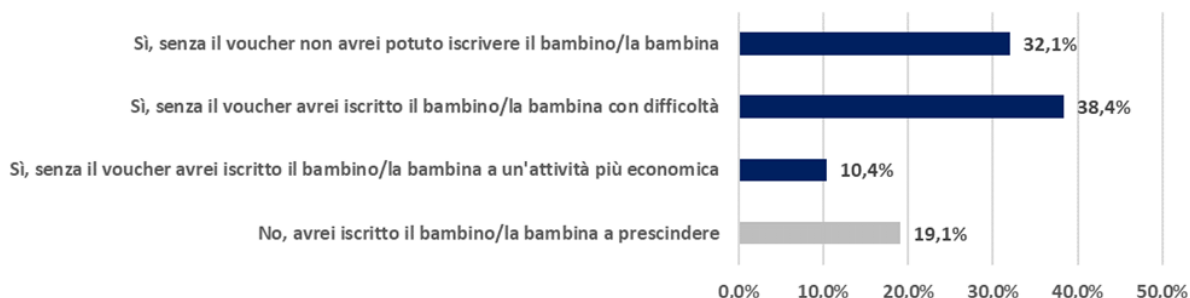 Sì, senza il voucher non avrei potuto iscrivere il bambino/la bambina
32,1%
Sì, senza il voucher avrei iscritto il bambino/la bambina con difficoltà
38,4%
Sì, senza il voucher avrei iscritto il bambino/la bambina a un'attività più economica
10,4%
No, avrei iscritto il bambino/la bambina a prescindere
19,1%
0,0% 10,0% 20,0% 30,0% 40,0% 50,0%